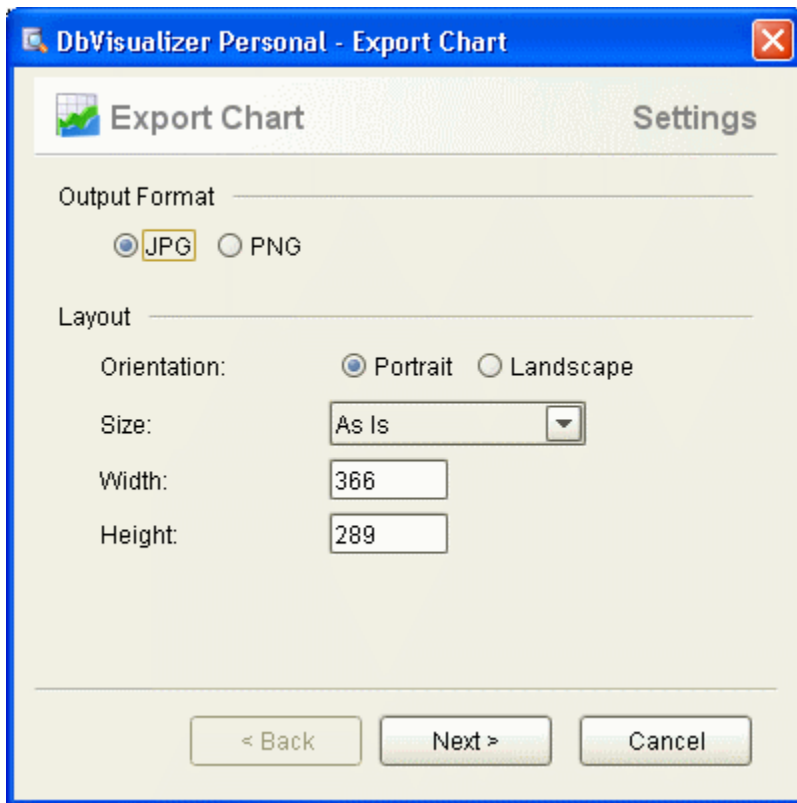 DbVisualizer Personal - Export Chart
Export Chart Settings
Output Format
JPG PNG
Layout
Orientation: Portrait Landscape
Size: As Is
Width: 366
Height: 289
< Back Next > Cancel